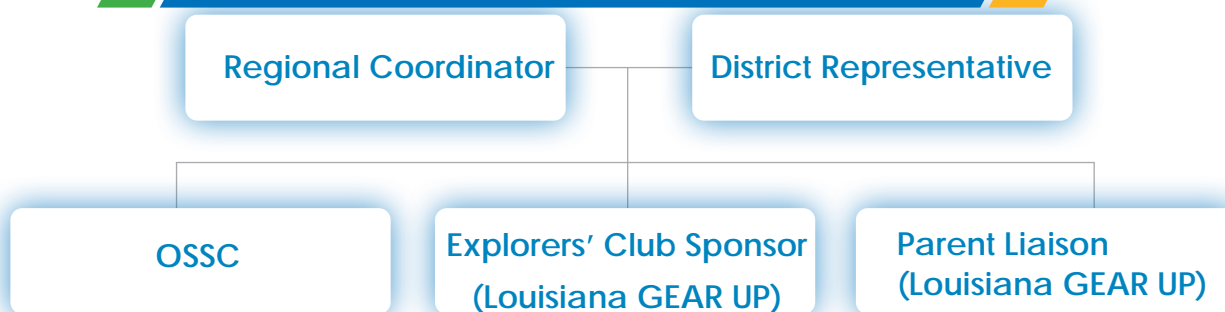 Regional Coordinator
District Representative
OSSC
Explorers’ Club Sponsor
(Louisiana GEAR UP)
Parent Liaison
(Louisiana GEAR UP)